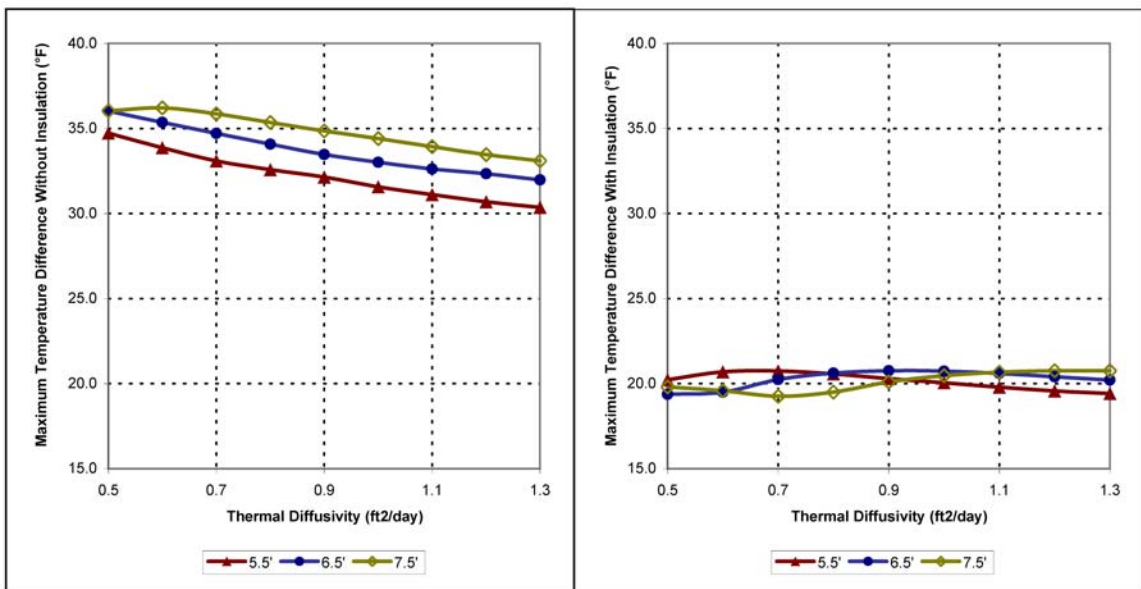 Maximum Temperature Difference Without Insulation (°F)
40.0
35.0
30.0
25.0
20.0
15.0
0.5 0.7 0.9 1.1 1.3
Thermal Diffusivity (ft2/day)
5.5' 6.5' 7.5'
Maximum Temperature Difference With Insulation (°F)
40.0
35.0
30.0
25.0
20.0
15.0
0.5 0.7 0.9 1.1 1.3
Thermal Diffusivity (ft2/day)
5.5' 6.5' 7.5'